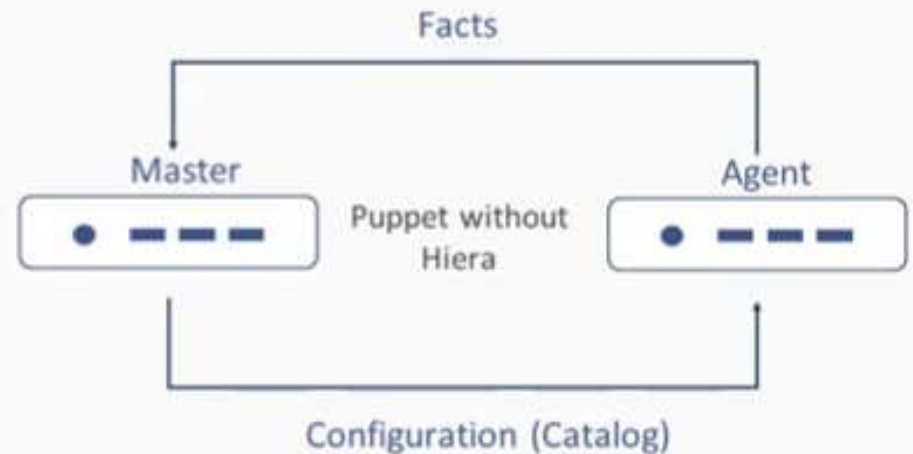 Facts
Master
Agent
Puppet without
Hiera
Configuration (Catalog)